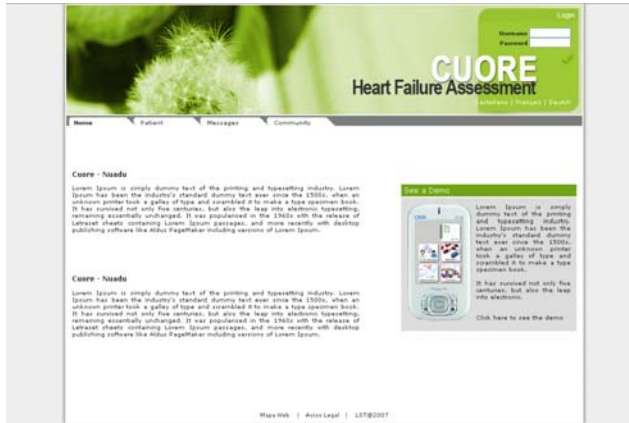 Login
Username
Password
CUORE
Heart Failure Assessment
Castellano | Français | Deutch
Home
Patient
Messages
Community
Cuore - Nuadu
Lorem Ipsum is simply dummy text of the printing and typesetting industry. Lorem
Ipsum has been the industry's standard dummy text ever since the 1500s, when an
unknown printer took a galley of type and scrambled it to make a type specimen book.
It has survived not only five centuries, but also the leap into electronic typesetting,
remaining essentially unchanged. It was popularised in the 1960s with the release of
Letraset sheets containing Lorem Ipsum passages, and more recently with desktop
publishing software like Aldus PageMaker including versions of Lorem Ipsum.
See a Demo
Lorem Ipsum is simply
dummy text of the printing
and typesetting industry.
Lorem Ipsum has been the
industry's standard dummy
text ever since the 1500s,
when an unknown printer
took a galley of type and
scrambled it to make a type
specimen book.
It has survived not only five
centuries, but also the leap
into electronic.
Click here to see the demo
Cuore - Nuadu
Lorem Ipsum is simply dummy text of the printing and typesetting industry. Lorem
Ipsum has been the industry's standard dummy text ever since the 1500s, when an
unknown printer took a galley of type and scrambled it to make a type specimen book.
It has survived not only five centuries, but also the leap into electronic typesetting,
remaining essentially unchanged. It was popularised in the 1960s with the release of
Letraset sheets containing Lorem Ipsum passages, and more recently with desktop
publishing software like Aldus PageMaker including versions of Lorem Ipsum.
Mapa Web | Aviso Legal | LST@2007